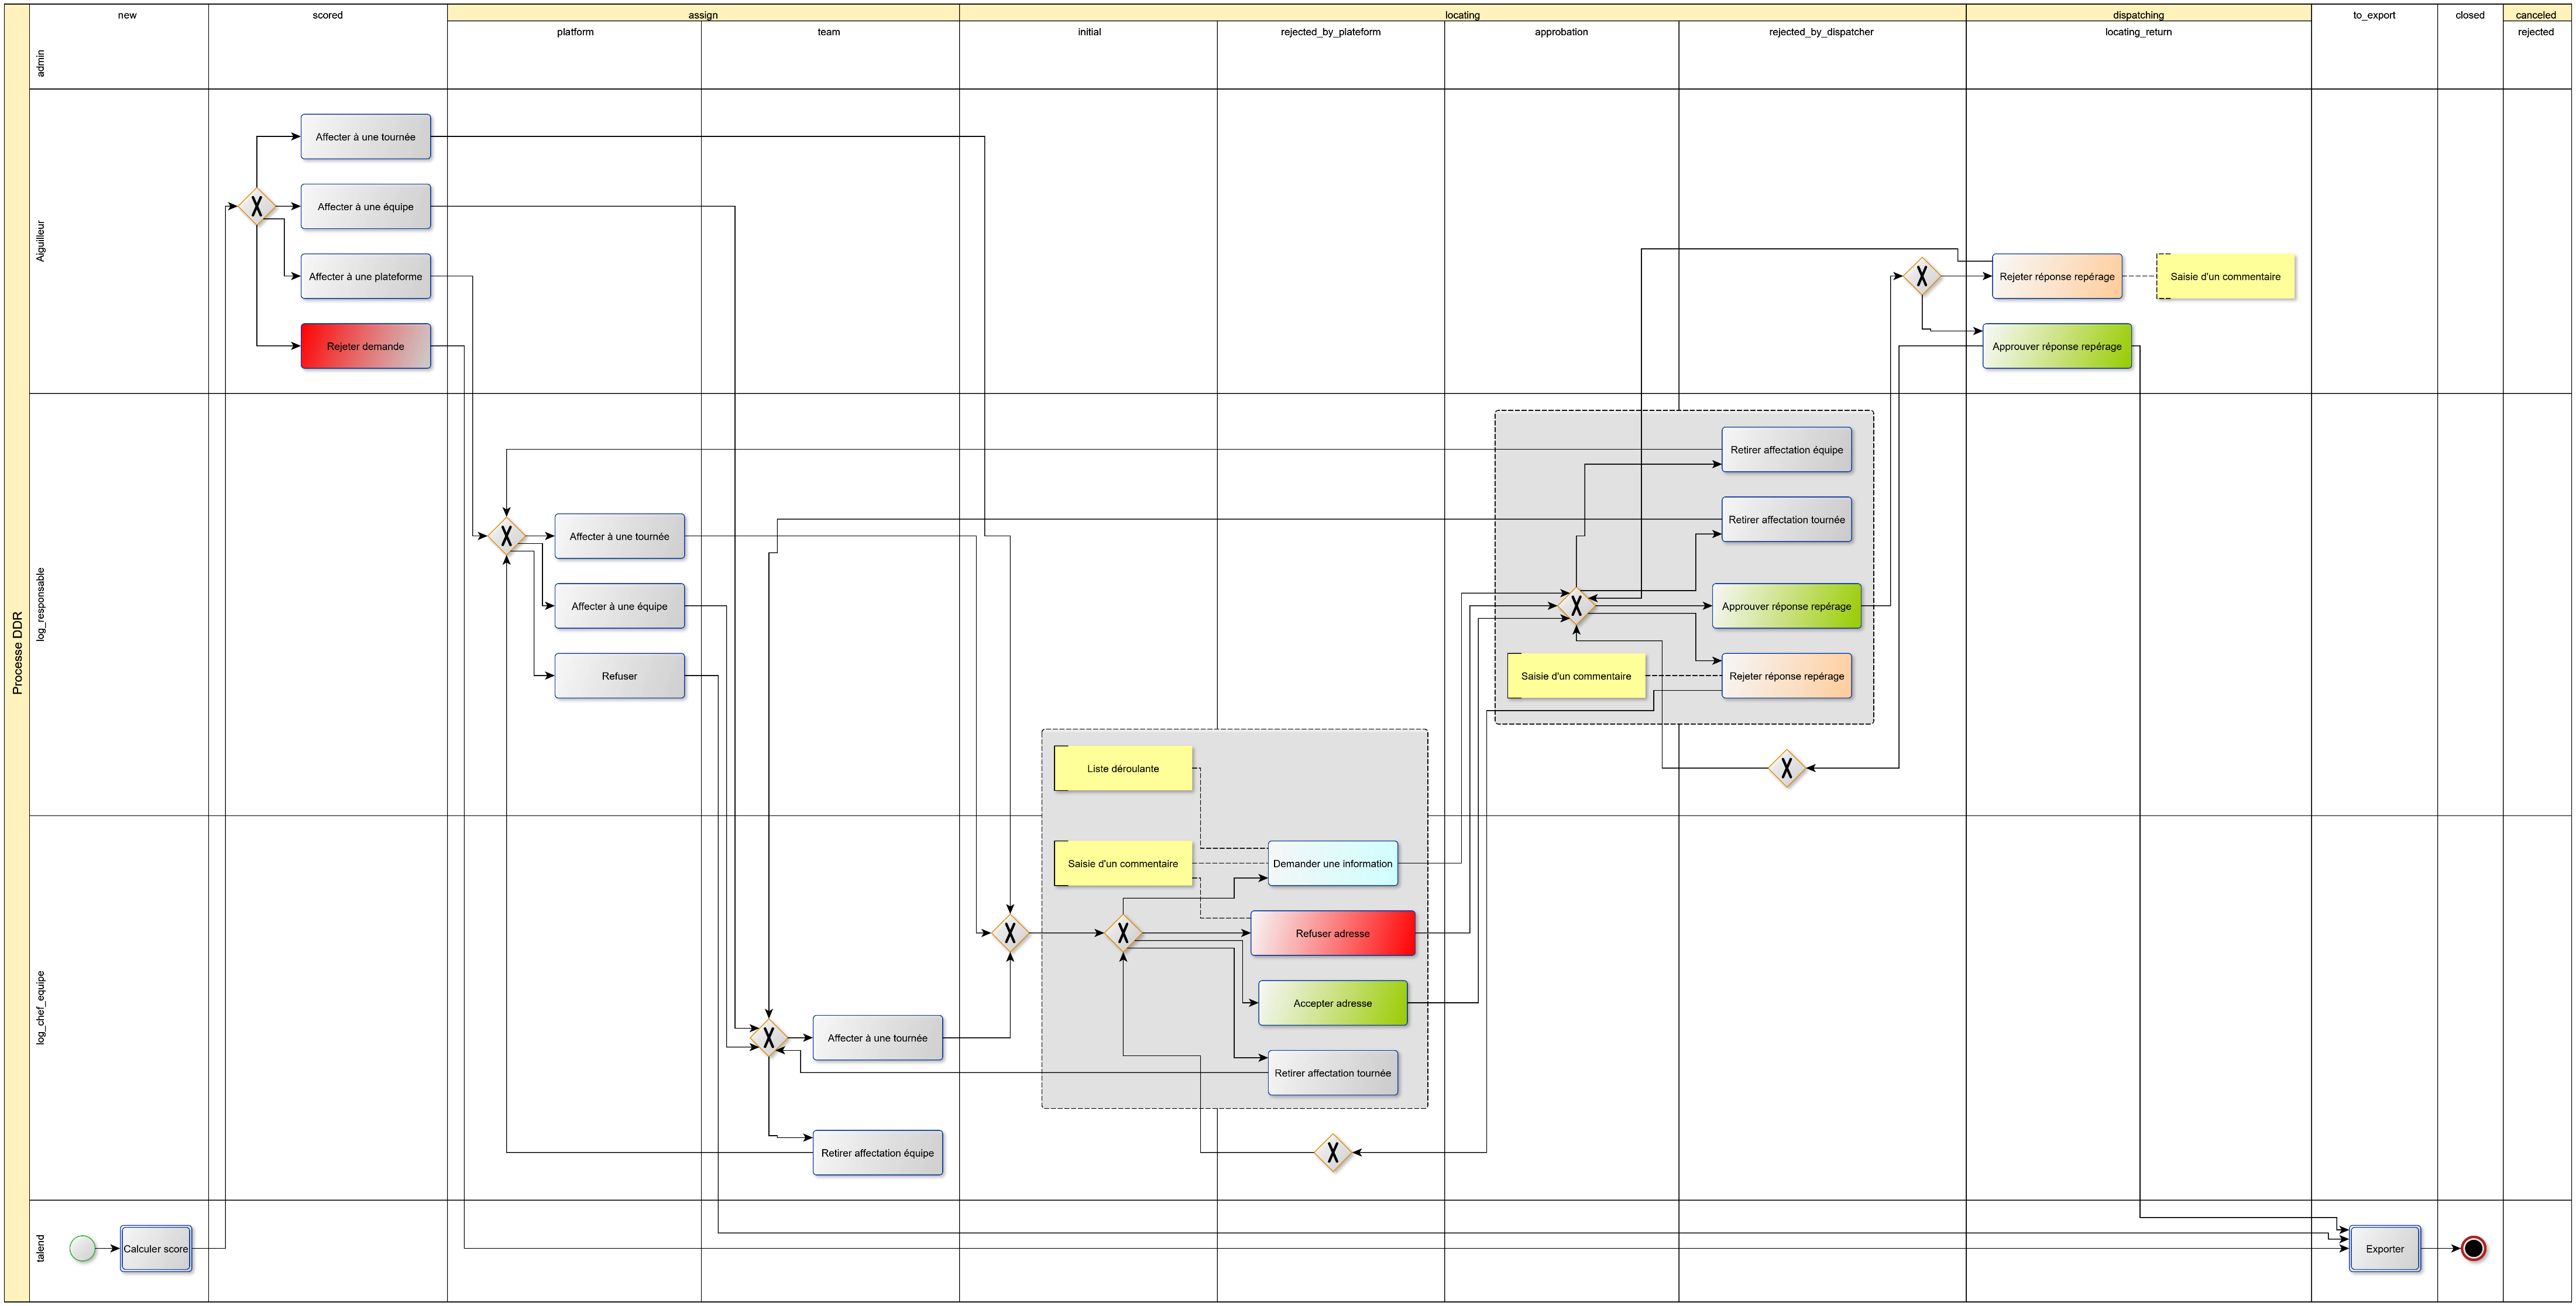 new
scored
assign
locating
dispatching
to_export
closed
canceled
platform
team
initial
rejected_by_plateform
approbation
rejected_by_dispatcher
locating_return
rejected
Processe DDR
admin
Aiguilleur
Affecter à une tournée
Affecter à une équipe
Affecter à une plateforme
Rejeter demande
Rejeter réponse repérage
Saisie d'un commentaire
Approuver réponse repérage
log_responsable
Retirer affectation équipe
Retirer affectation tournée
Affecter à une tournée
Affecter à une équipe
Approuver réponse repérage
Refuser
Saisie d'un commentaire
Rejeter réponse repérage
Liste déroulante
log_chef_equipe
Saisie d'un commentaire
Demander une information
Refuser adresse
Accepter adresse
Affecter à une tournée
Retirer affectation tournée
Retirer affectation équipe
talend
Calculer score
Exporter